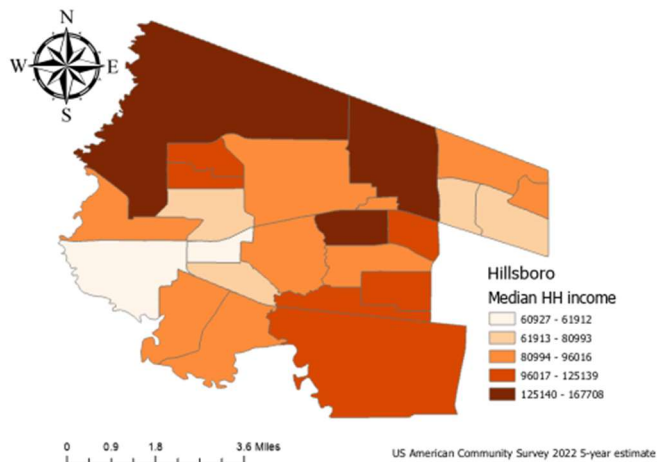 N
W E
S
Hillsboro
Median HH income
60927 - 61912
61913 - 80993
80994 - 96016
96017 - 125139
125140 - 167708
0 0.9 1.8 3.6 Miles
US American Community Survey 2022 5-year estimate